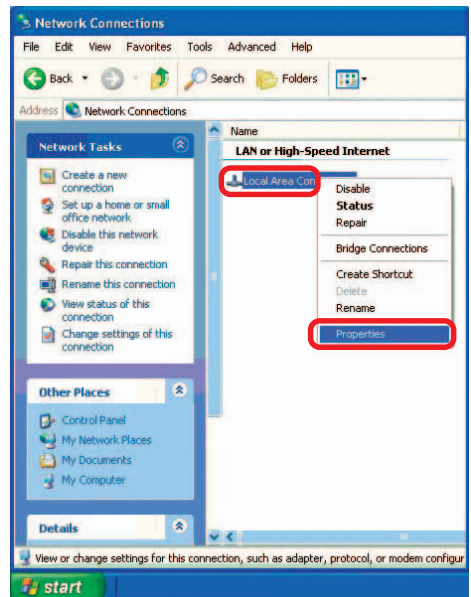 Network Connections
File Edit View Favorites Tools Advanced Help
Back Search Folders
Address Network Connections
Network Tasks
Create a new
connection
Set up a home or small
office network
Disable this network
device
Repair this connection
Rename this connection
View status of this
connection
Change settings of this
connection
Other Places
Control Panel
My Network Places
My Documents
My Computer
Details
Name
LAN or High-Speed Internet
Local Area Con
Disable
Status
Repair
Bridge Connections
Create Shortcut
Delete
Rename
Properties
View or change settings for this connection, such as adapter, protocol, or modem configur
start